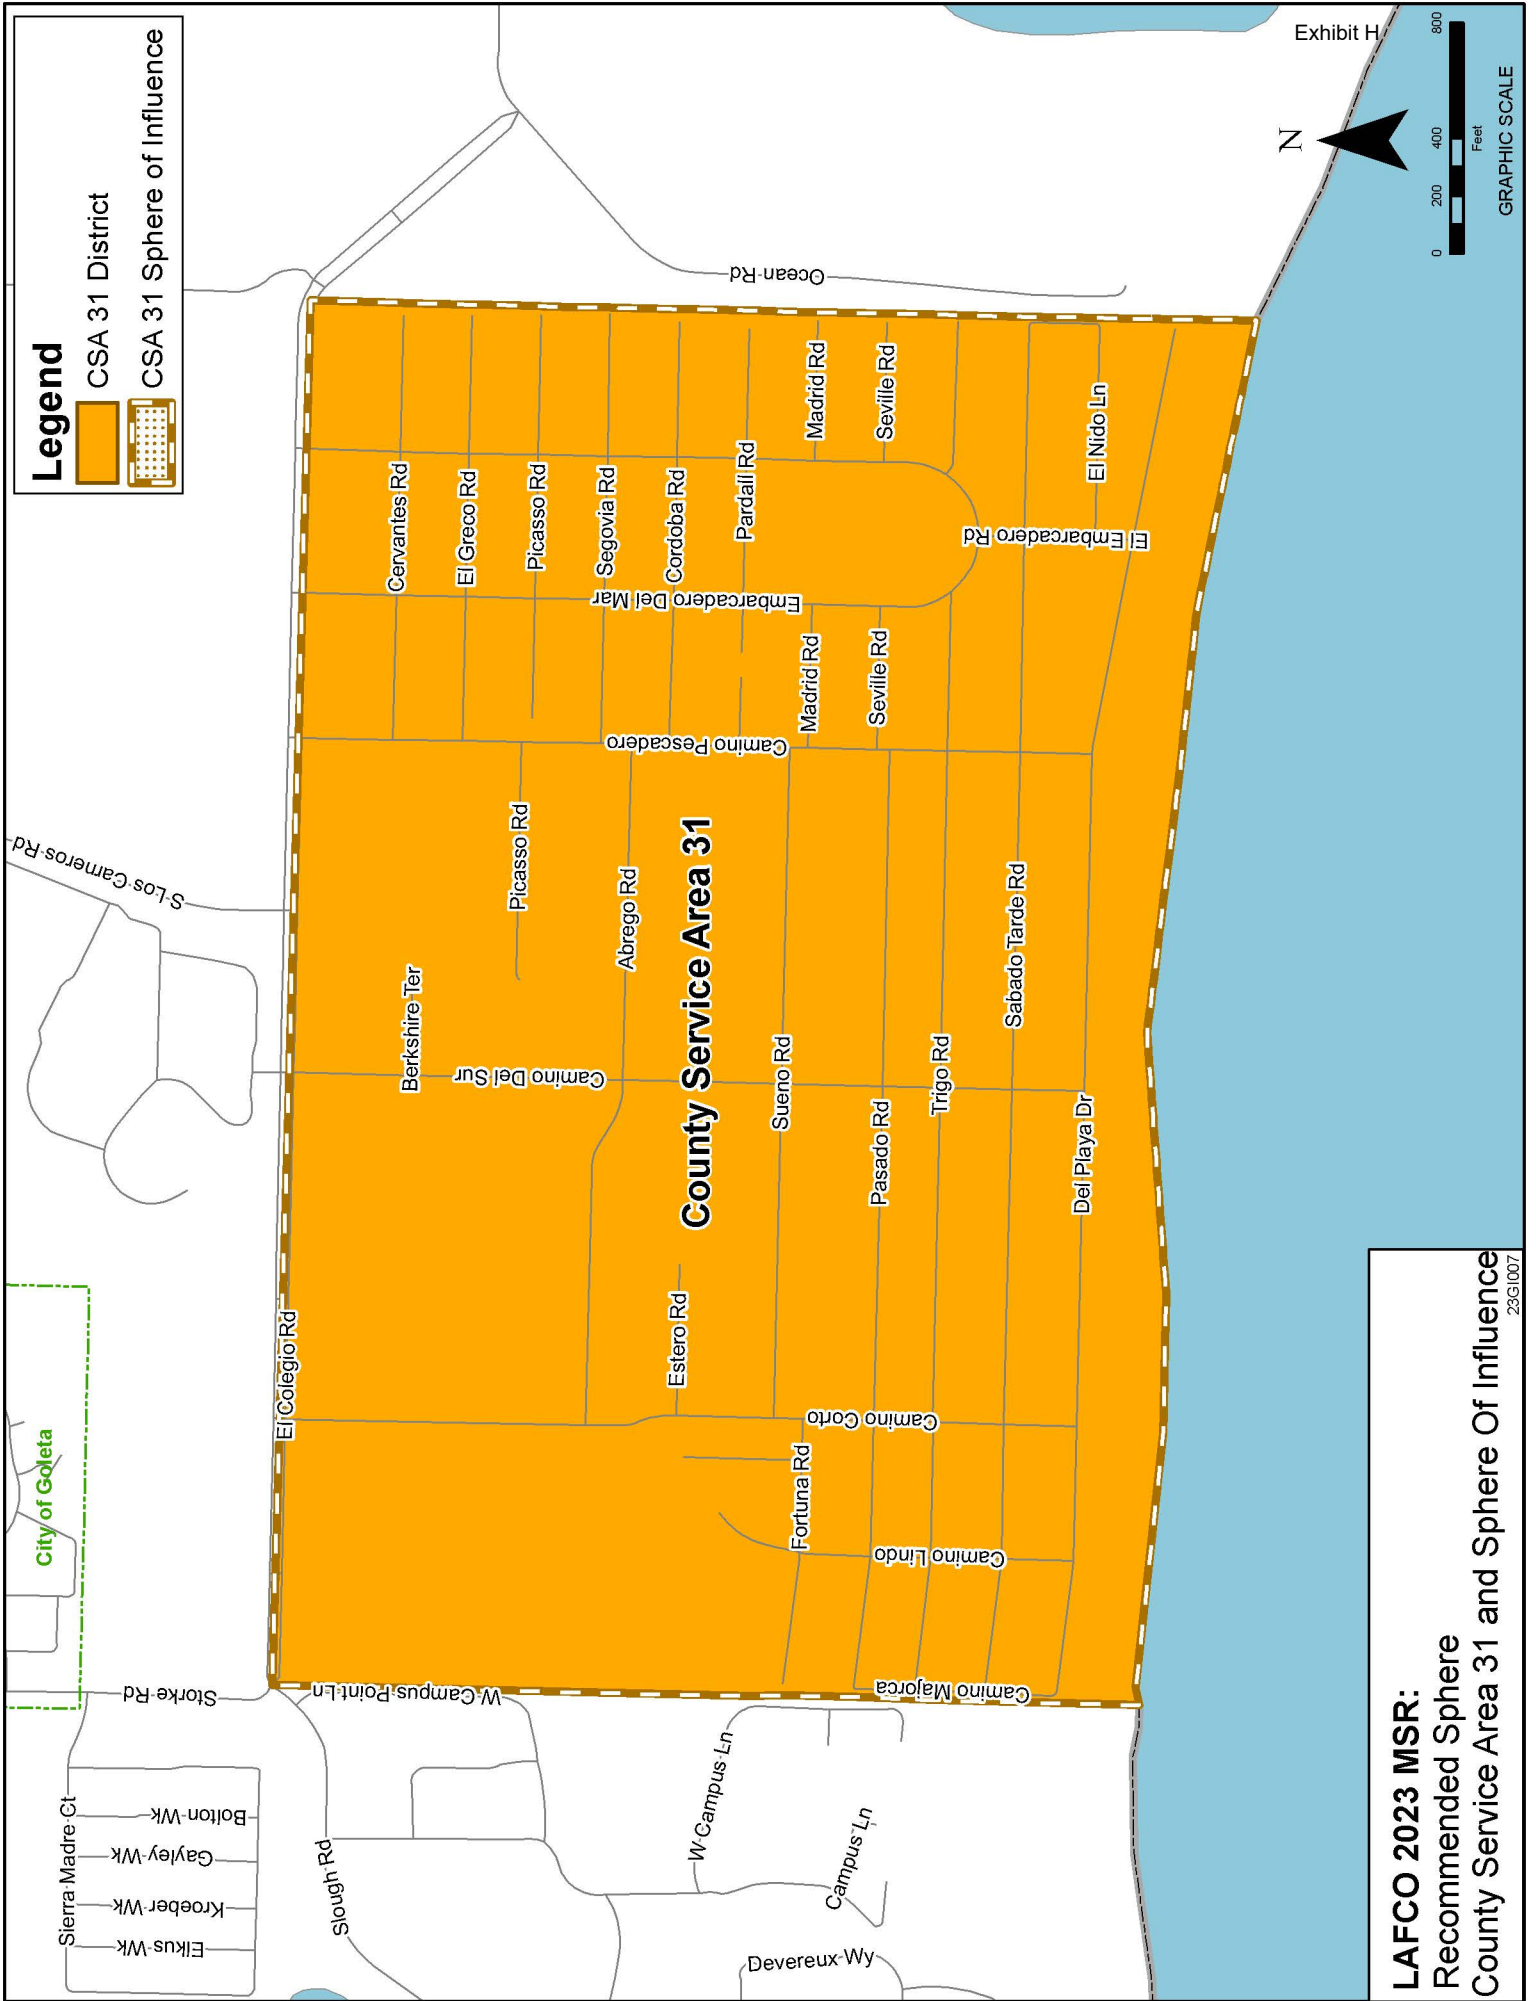 Legend
CSA 31 District
CSA 31 Sphere of Influence
Exhibit H
N
0 200 400 800
Feet
GRAPHIC SCALE
City of Goleta
S Los Carneros Rd
Storke Rd
El Colegio Rd
Sierra Madre Ct
Elkus Wk
Kroeber Wk
Gayley Wk
Bolton Wk
Slough Rd
W Campus Point Ln
W Campus Ln
Campus Ln
Devereux Wy
Ocean Rd
Cervantes Rd
El Greco Rd
Picasso Rd
Segovia Rd
Cordoba Rd
Pardall Rd
Madrid Rd
Seville Rd
El Nido Ln
El Embarcadero Rd
Embarcadero Del Mar
Madrid Rd
Seville Rd
Camino Pescadero
Picasso Rd
Abrego Rd
Berkshire Ter
Camino Del Sur
County Service Area 31
Sueno Rd
Pasado Rd
Trigo Rd
Sabado Tarde Rd
Del Playa Dr
Estero Rd
Camino Corto
Fortuna Rd
Camino Lindo
Camino Majorca
LAFCO 2023 MSR:
Recommended Sphere
County Service Area 31 and Sphere Of Influence
23GI007